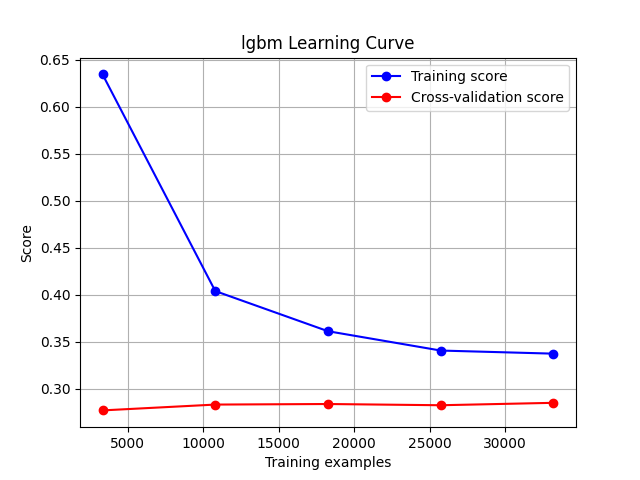 lgbm Learning Curve
Training score
Cross-validation score
0.65
0.60
0.55
0.50
0.45
0.40
0.35
0.30
Score
5000 10000 15000 20000 25000 30000
Training examples